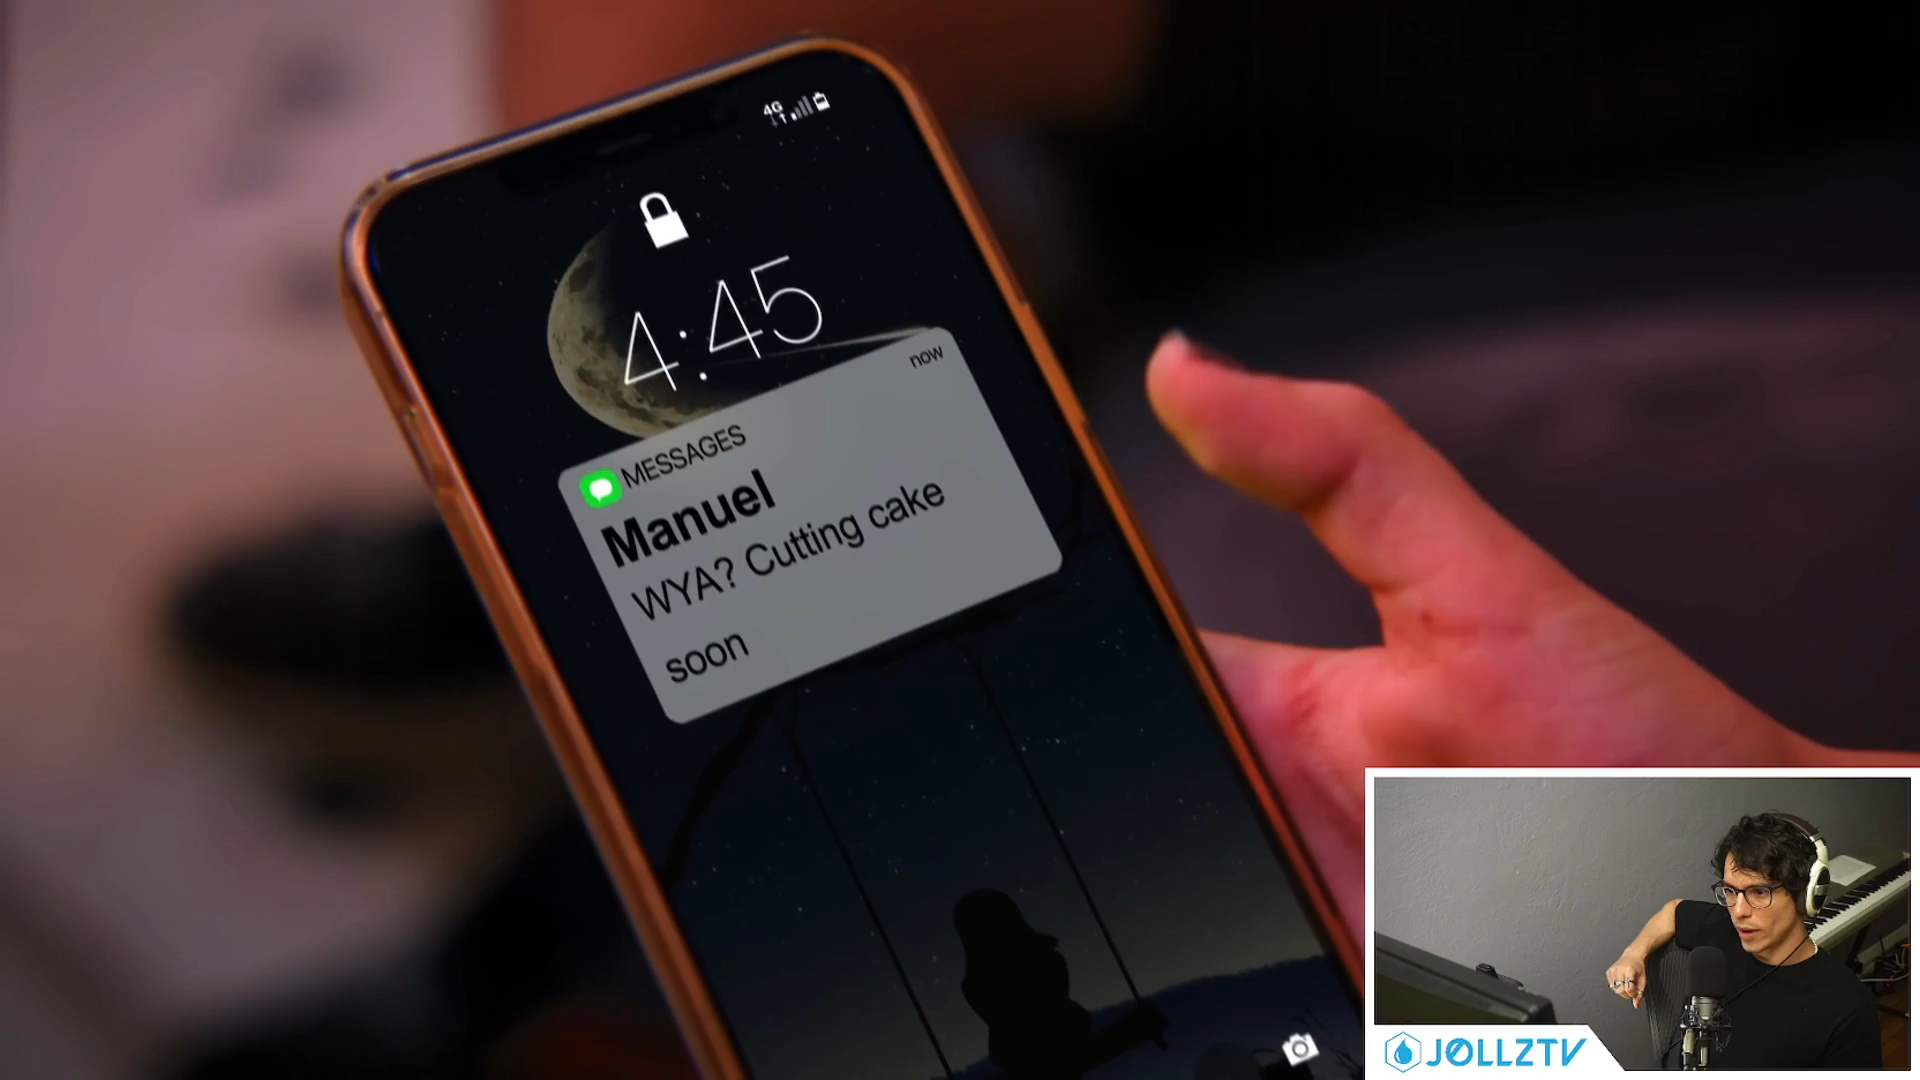 4G
4:45
now
MESSAGES
Manuel
WYA? Cutting cake
soon
JOLLZTV